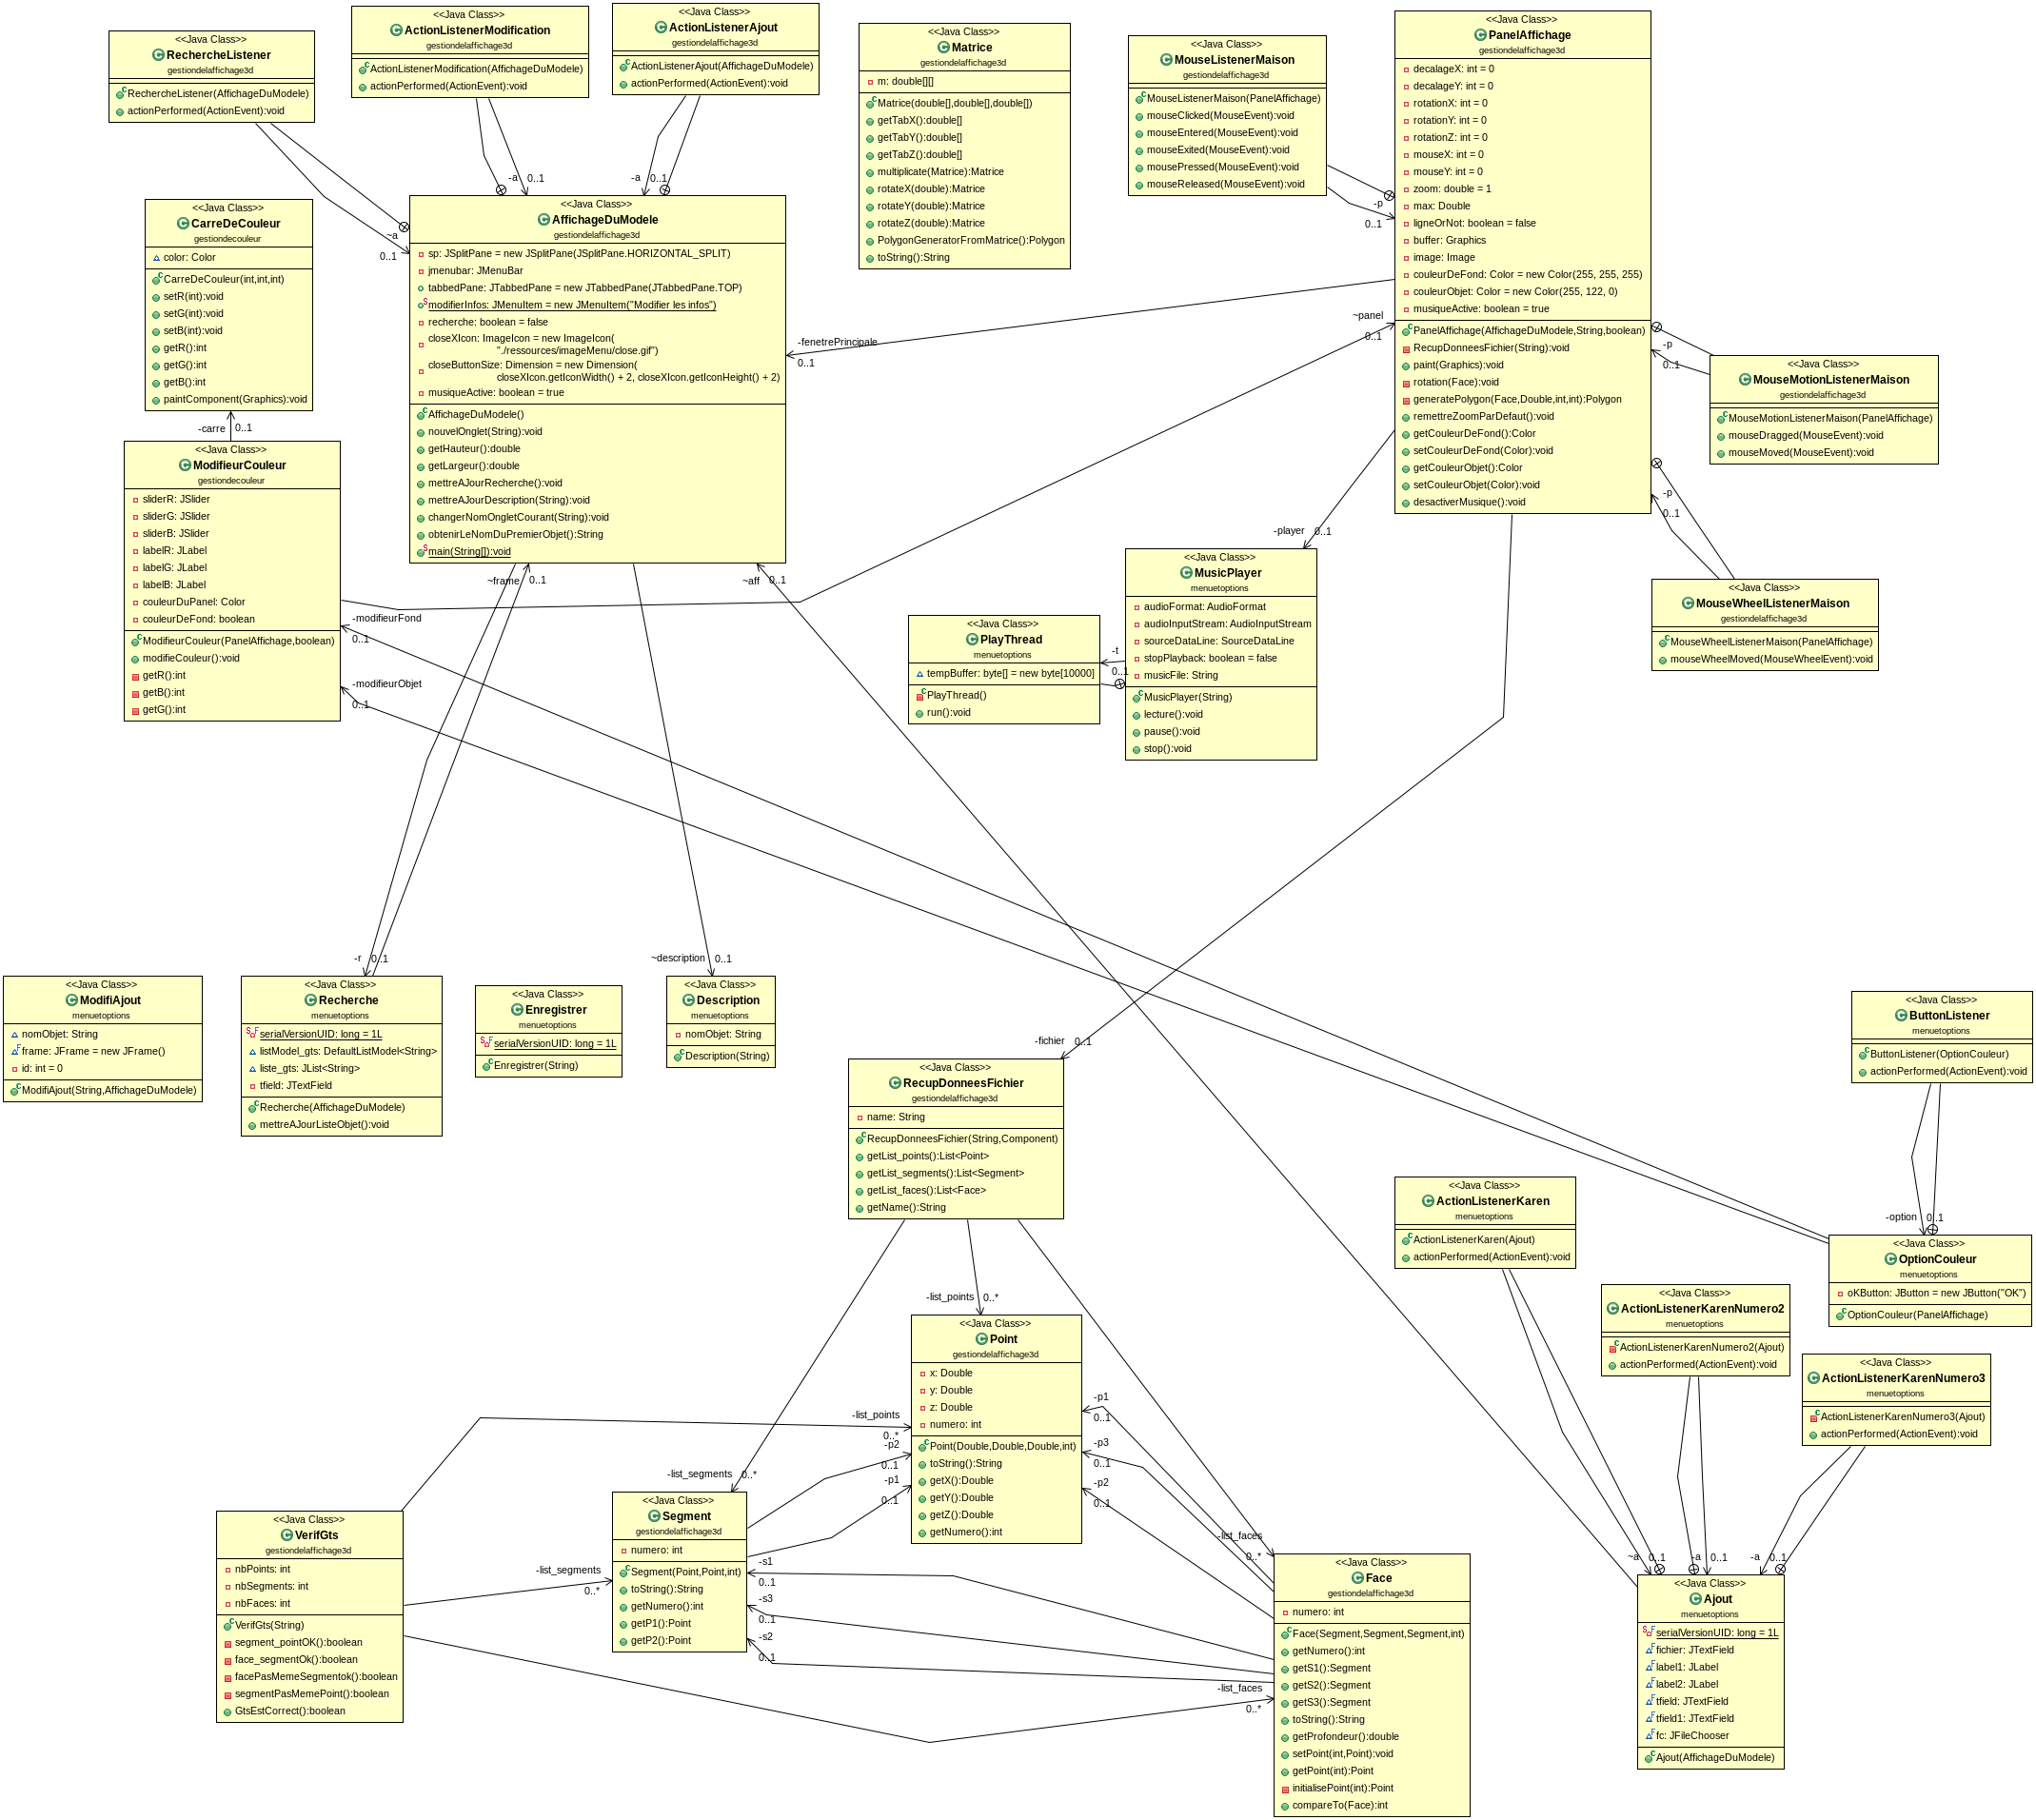 <<Java Class>>
RechercheListener
gestiondelaffichage3d
RechercheListener(AffichageDuModele)
actionPerformed(ActionEvent):void
<<Java Class>>
ActionListenerModification
gestiondelaffichage3d
ActionListenerModification(AffichageDuModele)
actionPerformed(ActionEvent):void
<<Java Class>>
ActionListenerAjout
gestiondelaffichage3d
ActionListenerAjout(AffichageDuModele)
actionPerformed(ActionEvent):void
<<Java Class>>
Matrice
gestiondelaffichage3d
m: double[][]
Matrice(double[],double[],double[])
getTabX():double[]
getTabY():double[]
getTabZ():double[]
multiplicate(Matrice):Matrice
rotateX(double):Matrice
rotateY(double):Matrice
rotateZ(double):Matrice
PolygonGeneratorFromMatrice():Polygon
toString():String
<<Java Class>>
MouseListenerMaison
gestiondelaffichage3d
MouseListenerMaison(PanelAffichage)
mouseClicked(MouseEvent):void
mouseEntered(MouseEvent):void
mouseExited(MouseEvent):void
mousePressed(MouseEvent):void
mouseReleased(MouseEvent):void
<<Java Class>>
PanelAffichage
gestiondelaffichage3d
decalageX: int = 0
decalageY: int = 0
rotationX: int = 0
rotationY: int = 0
rotationZ: int = 0
mouseX: int = 0
mouseY: int = 0
zoom: double = 1
max: Double
ligneOrNot: boolean = false
buffer: Graphics
image: Image
couleurDeFond: Color = new Color(255, 255, 255)
couleurObjet: Color = new Color(255, 122, 0)
musiqueActive: boolean = true
PanelAffichage(AffichageDuModele,String,boolean)
RecupDonneesFichier(String):void
paint(Graphics):void
rotation(Face):void
generatePolygon(Face,Double,int,int):Polygon
remettreZoomParDefaut():void
getCouleurDeFond():Color
setCouleurDeFond(Color):void
getCouleurObjet():Color
setCouleurObjet(Color):void
desactiverMusique():void
-a
0..1
-a
0..1
~a
0..1
-p
0..1
<<Java Class>>
CarreDeCouleur
gestiondecouleur
color: Color
CarreDeCouleur(int,int,int)
setR(int):void
setG(int):void
setB(int):void
getR():int
getG():int
getB():int
paintComponent(Graphics):void
<<Java Class>>
AffichageDuModele
gestiondelaffichage3d
sp: JSplitPane = new JSplitPane(JSplitPane.HORIZONTAL_SPLIT)
jmenubar: JMenuBar
tabbedPane: JTabbedPane = new JTabbedPane(JTabbedPane.TOP)
modifierInfos: JMenuItem = new JMenuItem("Modifier les infos")
recherche: boolean = false
closeXIcon: ImageIcon = new ImageIcon(
"./ressources/imageMenu/close.gif")
closeButtonSize: Dimension = new Dimension(
closeXIcon.getIconWidth() + 2, closeXIcon.getIconHeight() + 2)
musiqueActive: boolean = true
AffichageDuModele()
nouvelOnglet(String):void
getHauteur():double
getLargeur():double
mettreAJourRecherche():void
mettreAJourDescription(String):void
changerNomOngletCourant(String):void
obtenirLeNomDuPremierObjet():String
main(String[]):void
-fenetrePrincipale
0..1
~panel
0..1
-p
0..1
<<Java Class>>
MouseMotionListenerMaison
gestiondelaffichage3d
MouseMotionListenerMaison(PanelAffichage)
mouseDragged(MouseEvent):void
mouseMoved(MouseEvent):void
-carre
0..1
<<Java Class>>
ModifieurCouleur
gestiondecouleur
sliderR: JSlider
sliderG: JSlider
sliderB: JSlider
labelR: JLabel
labelG: JLabel
labelB: JLabel
couleurDuPanel: Color
couleurDeFond: boolean
ModifieurCouleur(PanelAffichage,boolean)
modifieCouleur():void
getR():int
getB():int
getG():int
-p
0..1
-player
0..1
~frame
0..1
~aff
0..1
<<Java Class>>
MusicPlayer
menuetoptions
audioFormat: AudioFormat
audioInputStream: AudioInputStream
sourceDataLine: SourceDataLine
stopPlayback: boolean = false
musicFile: String
MusicPlayer(String)
lecture():void
pause():void
stop():void
<<Java Class>>
MouseWheelListenerMaison
gestiondelaffichage3d
MouseWheelListenerMaison(PanelAffichage)
mouseWheelMoved(MouseWheelEvent):void
<<Java Class>>
PlayThread
menuetoptions
tempBuffer: byte[] = new byte[10000]
PlayThread()
run():void
-t
0..1
-modifieurFond
0..1
-modifieurObjet
0..1
-r
0..1
~description
0..1
<<Java Class>>
ModifiAjout
menuetoptions
nomObjet: String
frame: JFrame = new JFrame()
id: int = 0
ModifiAjout(String,AffichageDuModele)
<<Java Class>>
Recherche
menuetoptions
serialVersionUID: long = 1L
listModel_gts: DefaultListModel<String>
liste_gts: JList<String>
tfield: JTextField
Recherche(AffichageDuModele)
mettreAJourListeObjet():void
<<Java Class>>
Enregistrer
menuetoptions
serialVersionUID: long = 1L
Enregistrer(String)
<<Java Class>>
Description
menuetoptions
nomObjet: String
Description(String)
<<Java Class>>
ButtonListener
menuetoptions
ButtonListener(OptionCouleur)
actionPerformed(ActionEvent):void
-fichier
0..1
<<Java Class>>
RecupDonneesFichier
gestiondelaffichage3d
name: String
RecupDonneesFichier(String,Component)
getList_points():List<Point>
getList_segments():List<Segment>
getList_faces():List<Face>
getName():String
<<Java Class>>
ActionListenerKaren
menuetoptions
ActionListenerKaren(Ajout)
actionPerformed(ActionEvent):void
-option
0..1
<<Java Class>>
OptionCouleur
menuetoptions
oKButton: JButton = new JButton("OK")
OptionCouleur(PanelAffichage)
<<Java Class>>
ActionListenerKarenNumero2
menuetoptions
ActionListenerKarenNumero2(Ajout)
actionPerformed(ActionEvent):void
<<Java Class>>
ActionListenerKarenNumero3
menuetoptions
ActionListenerKarenNumero3(Ajout)
actionPerformed(ActionEvent):void
-list_points
0..*
<<Java Class>>
Point
gestiondelaffichage3d
x: Double
y: Double
z: Double
numero: int
Point(Double,Double,Double,int)
toString():String
getX():Double
getY():Double
getZ():Double
getNumero():int
-list_points
0..*
-p2
0..1
-p1
0..1
-p1
0..1
-p3
0..1
-p2
0..1
-list_segments
0..*
<<Java Class>>
VerifGts
gestiondelaffichage3d
nbPoints: int
nbSegments: int
nbFaces: int
VerifGts(String)
segment_pointOK():boolean
face_segmentOk():boolean
facePasMemeSegmentok():boolean
segmentPasMemePoint():boolean
GtsEstCorrect():boolean
-list_segments
0..*
<<Java Class>>
Segment
gestiondelaffichage3d
numero: int
Segment(Point,Point,int)
toString():String
getNumero():int
getP1():Point
getP2():Point
-s1
0..1
-s3
0..1
-s2
0..1
-list_faces
0..*
-list_faces
0..*
<<Java Class>>
Face
gestiondelaffichage3d
numero: int
Face(Segment,Segment,Segment,int)
getNumero():int
getS1():Segment
getS2():Segment
getS3():Segment
toString():String
getProfondeur():double
setPoint(int,Point):void
getPoint(int):Point
initialisePoint(int):Point
compareTo(Face):int
~a
0..1
-a
0..1
-a
0..1
<<Java Class>>
Ajout
menuetoptions
serialVersionUID: long = 1L
fichier: JTextField
label1: JLabel
label2: JLabel
tfield: JTextField
tfield1: JTextField
fc: JFileChooser
Ajout(AffichageDuModele)